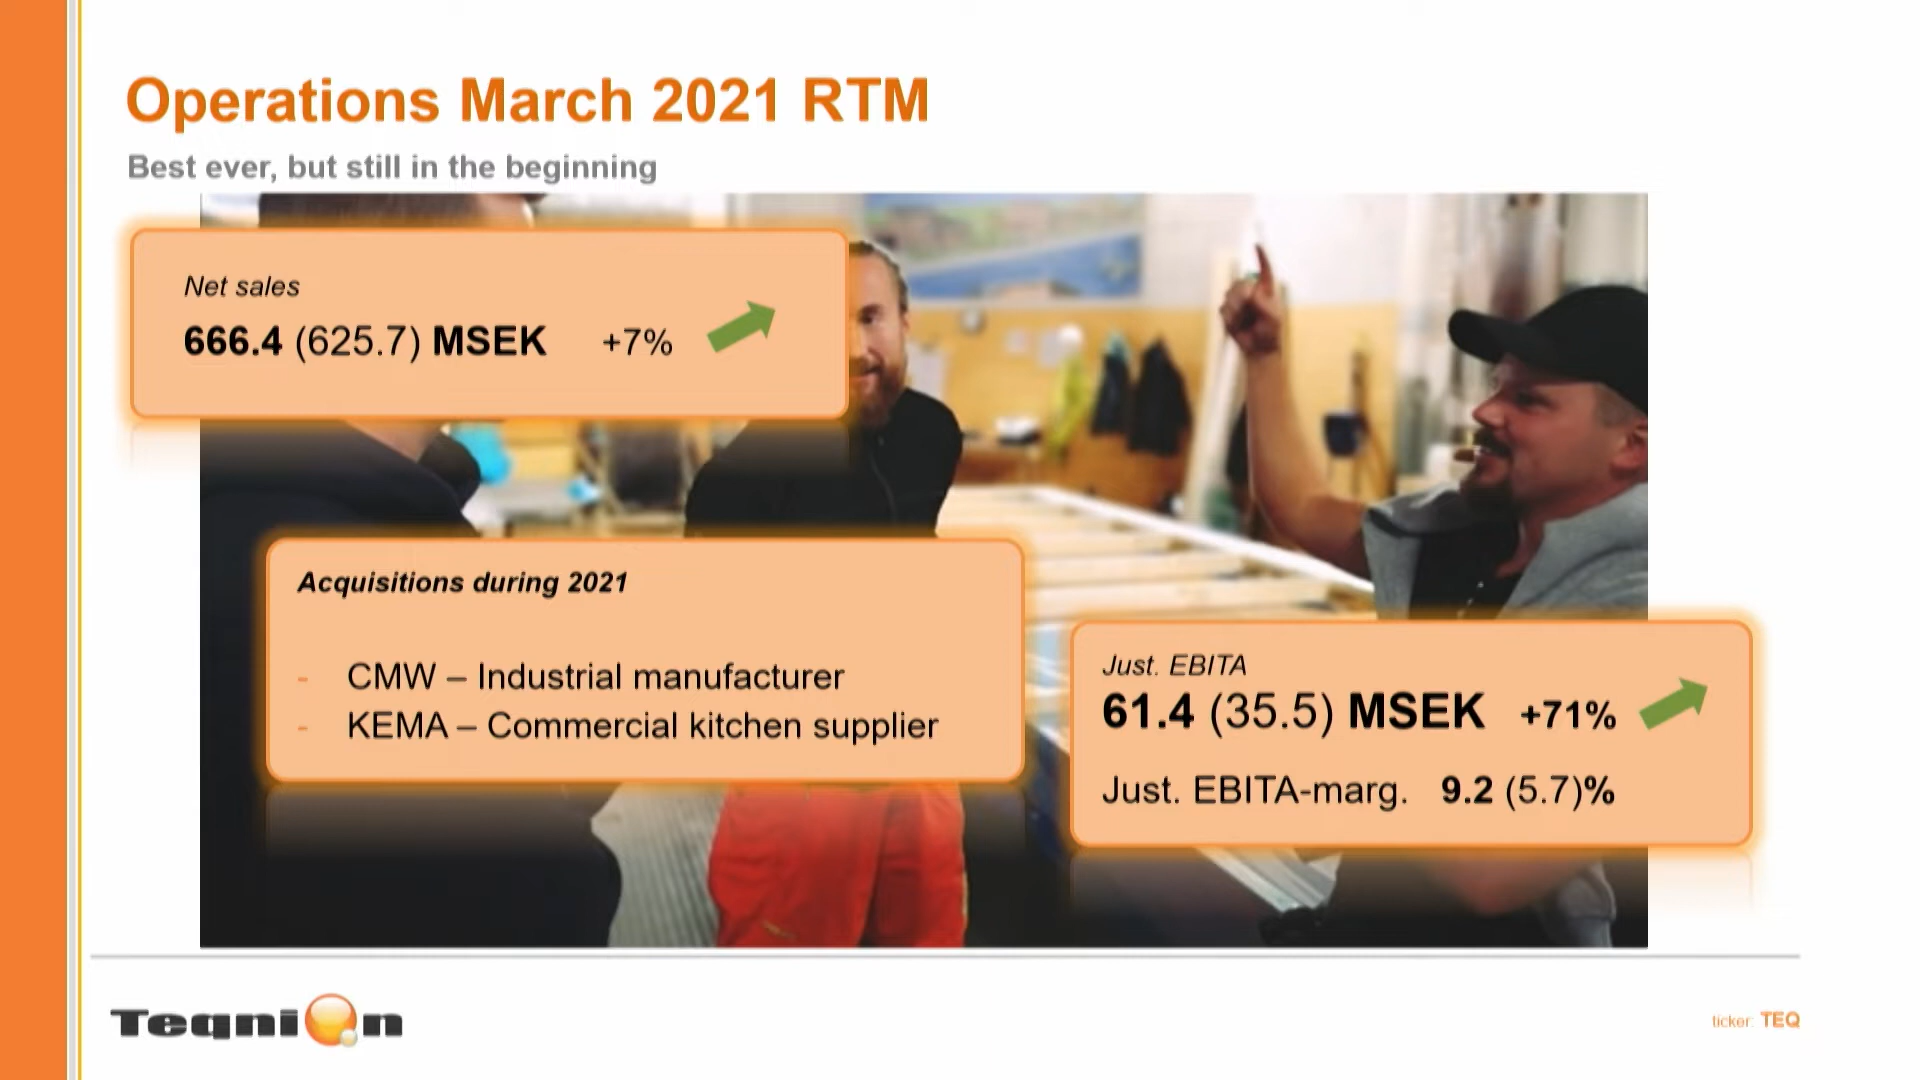 Operations March 2021 RTM
Best ever, but still in the beginning
Net sales
666.4 (625.7) MSEK +7%
Acquisitions during 2021
- CMW – Industrial manufacturer
- KEMA – Commercial kitchen supplier
Just. EBITA
61.4 (35.5) MSEK +71%
Just. EBITA-marg. 9.2 (5.7)%
Teqnion
ticker: TEQ